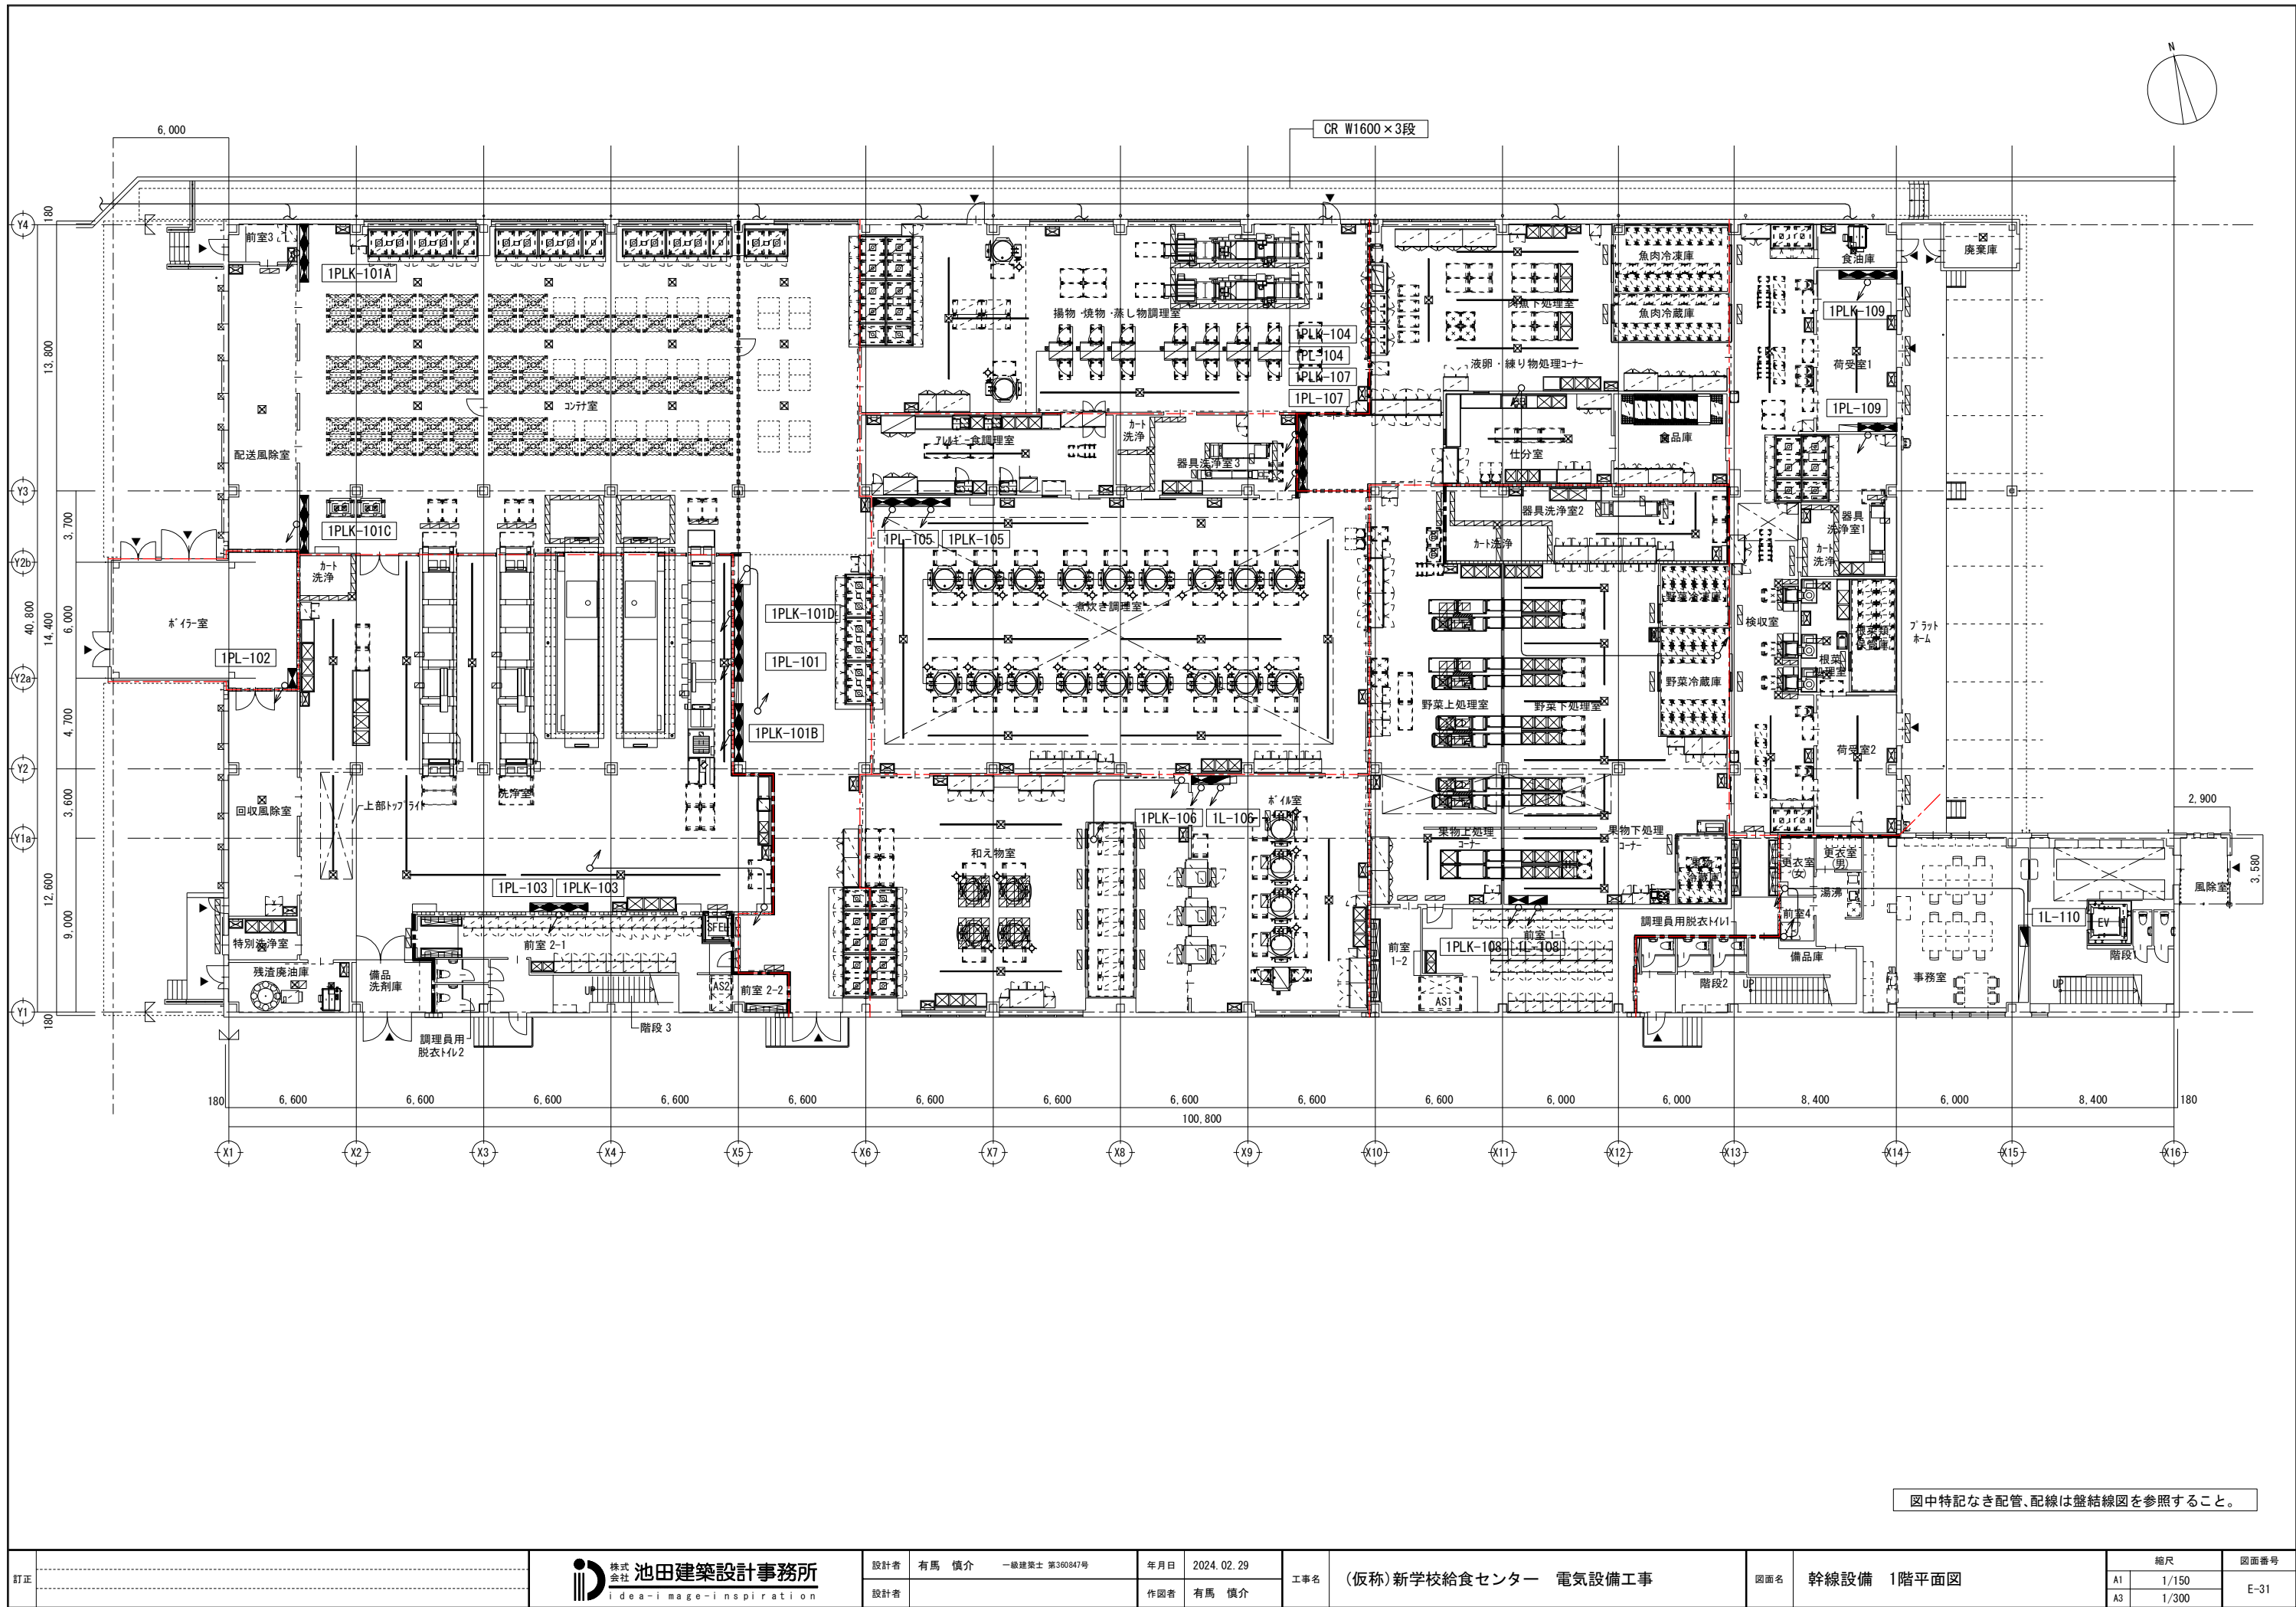 N
6,000
CR W1600×3段
Y4
Y3
Y2b
Y2a
Y2
Y1a
Y1
180
13,800
3,700
6,000
14,400
40,800
4,700
3,600
12,600
9,000
180
前室3
1PLK-101A
揚物・焼物・蒸し物調理室
1PLK-104
1PL-104
1PLK-107
1PL-107
魚肉冷凍庫
肉魚下処理室
魚肉冷蔵庫
液卵・練り物処理コーナー
食油庫
廃棄庫
1PLK-109
荷受室1
1PL-109
コンテナ室
配送風除室
アレルギー食調理室
カート
洗浄
器具洗浄室3
仕分室
食品庫
1PLK-101C
1PL-105
1PLK-105
器具洗浄室2
カート洗浄
器具
洗浄室1
カート
洗浄
カート
洗浄
ボイラー室
1PL-102
1PLK-101D
1PL-101
1PLK-101B
煮炊き調理室
野菜冷蔵庫
検収室
プラット
ホーム
根菜
処理室
野菜冷蔵庫
野菜上処理室
野菜下処理室
荷受室2
回収風除室
上部トップライト
洗浄室
1PLK-106
1L-106
ボイル室
和え物室
果物上処理
コーナー
果物下処理
コーナー
更衣室
(女)
更衣室
(男)
湯沸
前室4
風除室
2,900
3,580
1PL-103
1PLK-103
SFEL
特別洗浄室
残渣廃油庫
備品
洗剤庫
前室 2-1
UP
AS2
前室 2-2
階段 3
調理員用
脱衣トイレ2
前室
1-2
1PLK-108
1L-108
前室 1-1
AS1
調理員用脱衣トイレ1
備品庫
階段2
UP
事務室
1L-110
EV
階段1
UP
180
6,600
6,600
6,600
6,600
6,600
6,600
6,600
6,600
6,600
6,600
6,000
6,000
8,400
6,000
8,400
180
100,800
X1
X2
X3
X4
X5
X6
X7
X8
X9
X10
X11
X12
X13
X14
X15
X16
図中特記なき配管、配線は盤結線図を参照すること。
訂正
株式会社 池田建築設計事務所
idea-image-inspiration
設計者 有馬 慎介 一級建築士 第360847号
設計者
年月日 2024.02.29
作図者 有馬 慎介
工事名 (仮称)新学校給食センター 電気設備工事
図面名 幹線設備 1階平面図
縮尺
A1 1/150
A3 1/300
図面番号
E-31